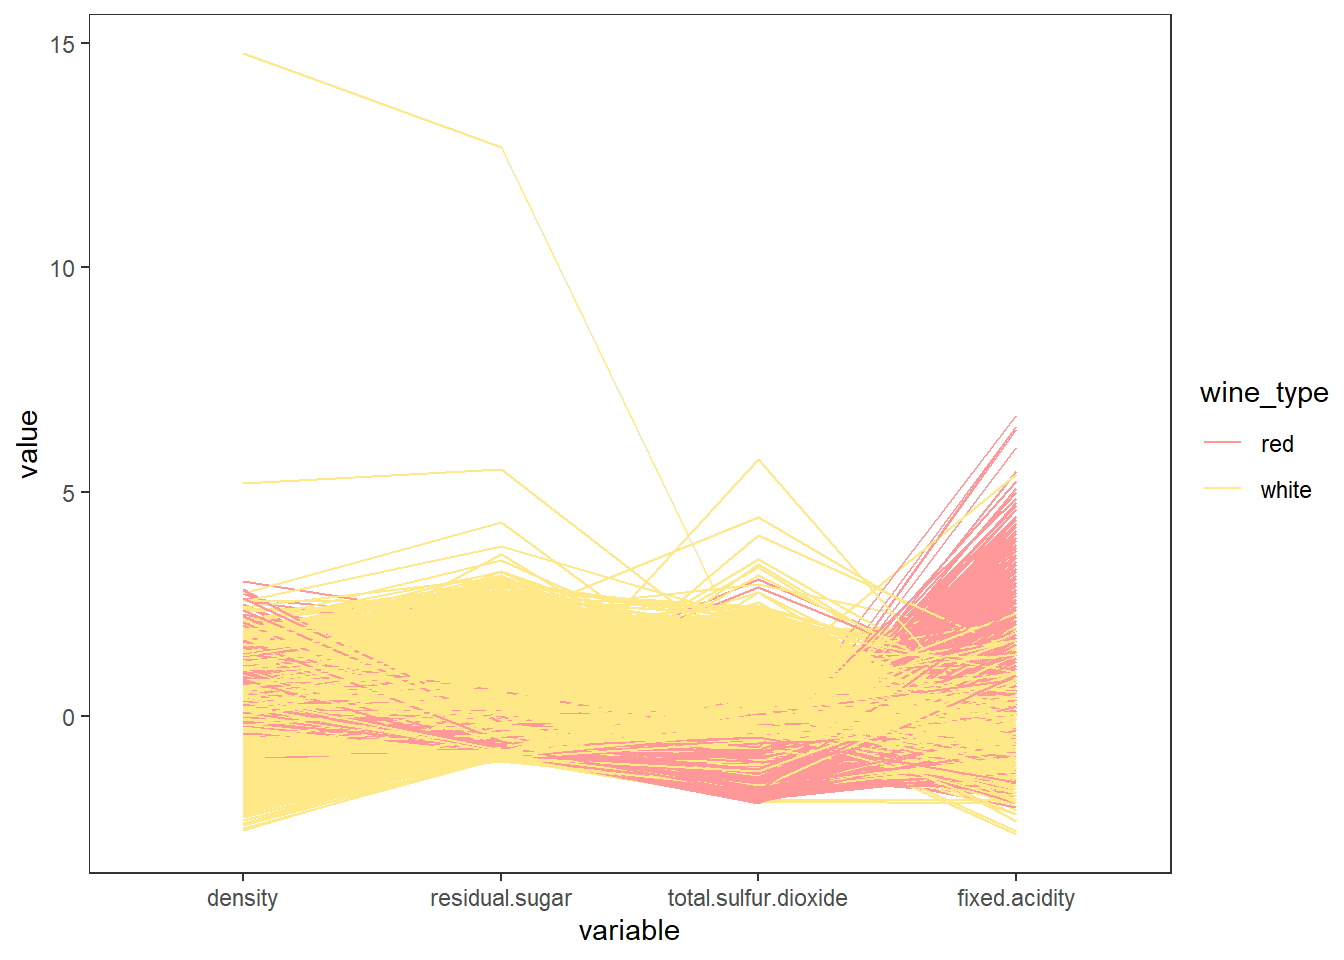 15
10
5
0
value
density
residual.sugar
total.sulfur.dioxide
fixed.acidity
variable
wine_type
red
white